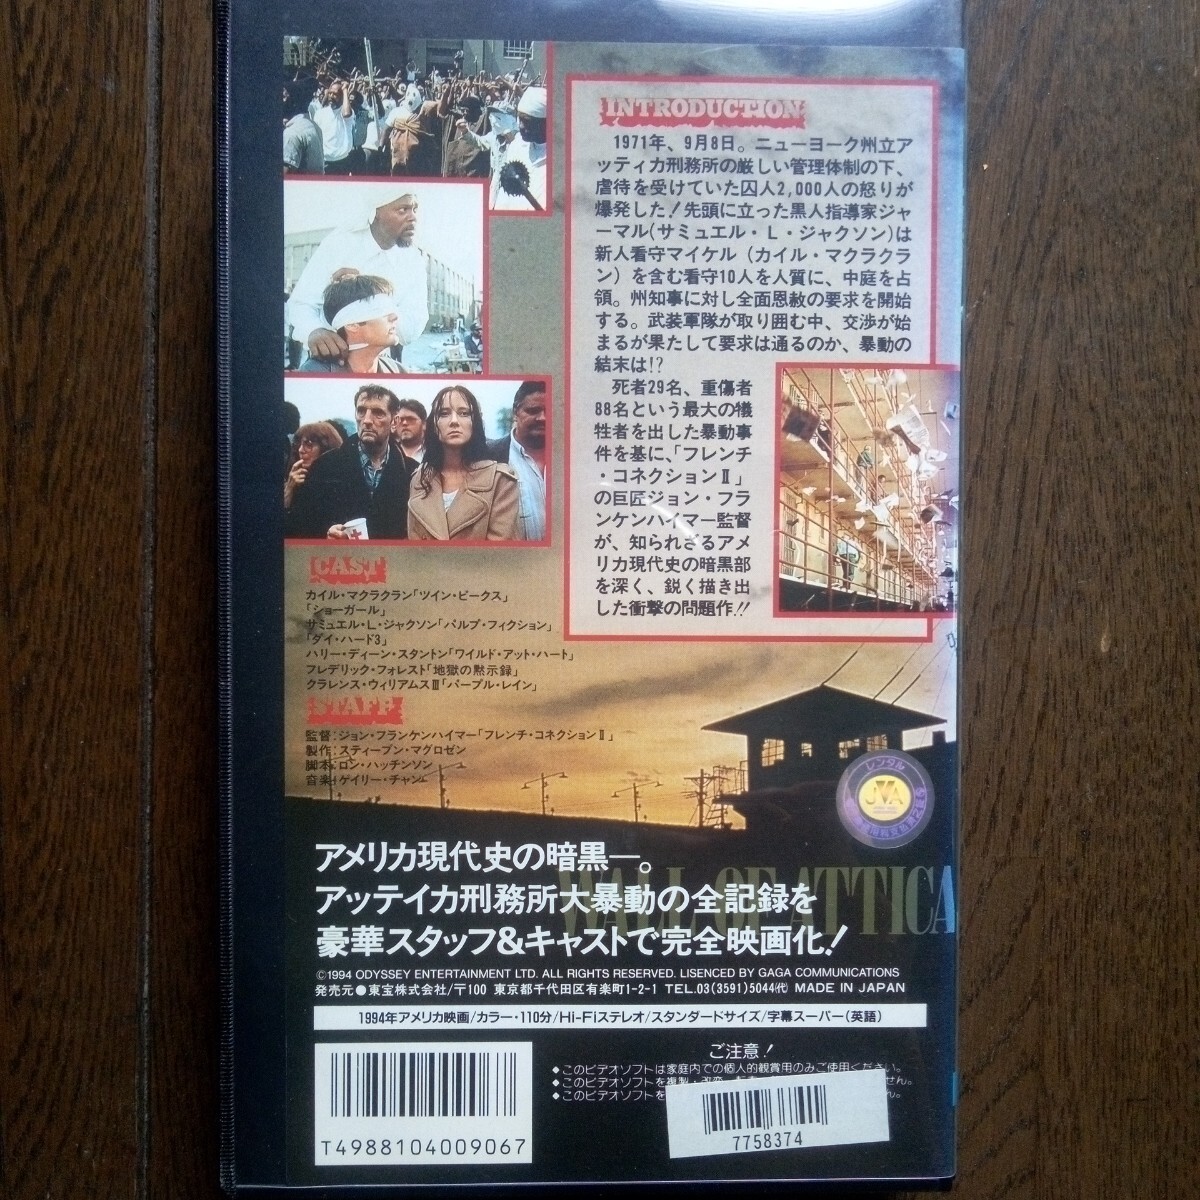 INTRODUCTION
1971年、9月8日。ニューヨーク州立ア
ッティカ刑務所の厳しい管理体制の下、
虐待を受けていた囚人2,000人の怒りが
爆発した!先頭に立った黒人指導家ジャ
ーマル(サミュエル・L・ジャクソン)は
新人看守マイケル(カイル・マクラクラ
ン)を含む看守10人を人質に、中庭を占
領。州知事に対し全面恩赦の要求を開始
する。武装軍隊が取り囲む中、交渉が始
まるが果たして要求は通るのか、暴動の
結末は!?
死者29名、重傷者
88名という最大の犠
牲者を出した暴動事
件を基に、「フレンチ
・コネクションⅡ」
の巨匠ジョン・フラ
ンケンハイマー監督
が、知られざるアメ
リカ現代史の暗黒部
を深く、鋭く描き出
した衝撃の問題作!!
CAST
カイル・マクラクラン「ツイン・ピークス」
「ショーガール」
サミュエル・L・ジャクソン「パルプ・フィクション」
「ダイ・ハード3」
ハリー・ディーン・スタントン「ワイルド・アット・ハート」
フレデリック・フォレスト「地獄の黙示録」
クラレンス・ウィリアムスⅢ「パープル・レイン」
STAFF
監督:ジョン・フランケンハイマー「フレンチ・コネクションⅡ」
製作:スティーブン・マグロゼン
脚本:ロン・ハッチンソン
音楽:ゲイリー・チャン
レンタル
JVA
WALL OF ATTICA
アメリカ現代史の暗黒―。
アッテイカ刑務所大暴動の全記録を
豪華スタッフ&キャストで完全映画化!
©1994 ODYSSEY ENTERTAINMENT LTD. ALL RIGHTS RESERVED. LISENCED BY GAGA COMMUNICATIONS
発売元●東宝株式会社/〒100 東京都千代田区有楽町1-2-1 TEL.03(3591)5044㈹ MADE IN JAPAN
1994年アメリカ映画/カラー・110分/Hi-Fiステレオ/スタンダードサイズ/字幕スーパー(英語)
ご注意!
◆このビデオソフトは家庭内での個人的観賞用のみご使用ください。
◆このビデオソフトを複製・改変 せん。
◆このビデオソフトを ん。
T4988104009067
7758374